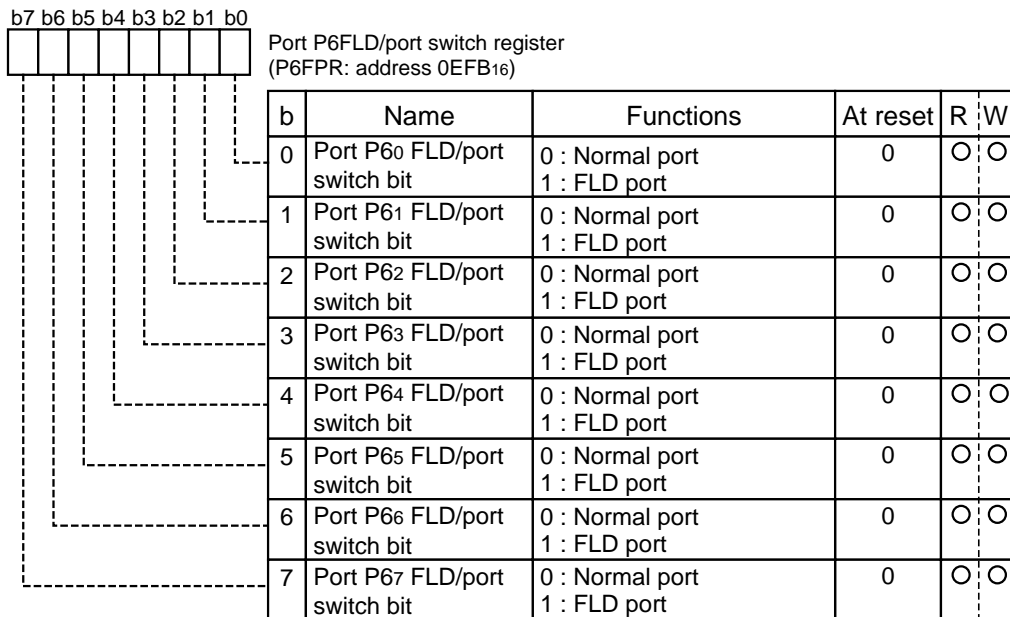 b7 b6 b5 b4 b3 b2 b1 b0
Port P6FLD/port switch register
(P6FPR: address 0EFB16)
b Name Functions At reset R W
0 Port P60 FLD/port switch bit 0 : Normal port 1 : FLD port 0 ○ ○
1 Port P61 FLD/port switch bit 0 : Normal port 1 : FLD port 0 ○ ○
2 Port P62 FLD/port switch bit 0 : Normal port 1 : FLD port 0 ○ ○
3 Port P63 FLD/port switch bit 0 : Normal port 1 : FLD port 0 ○ ○
4 Port P64 FLD/port switch bit 0 : Normal port 1 : FLD port 0 ○ ○
5 Port P65 FLD/port switch bit 0 : Normal port 1 : FLD port 0 ○ ○
6 Port P66 FLD/port switch bit 0 : Normal port 1 : FLD port 0 ○ ○
7 Port P67 FLD/port switch bit 0 : Normal port 1 : FLD port 0 ○ ○